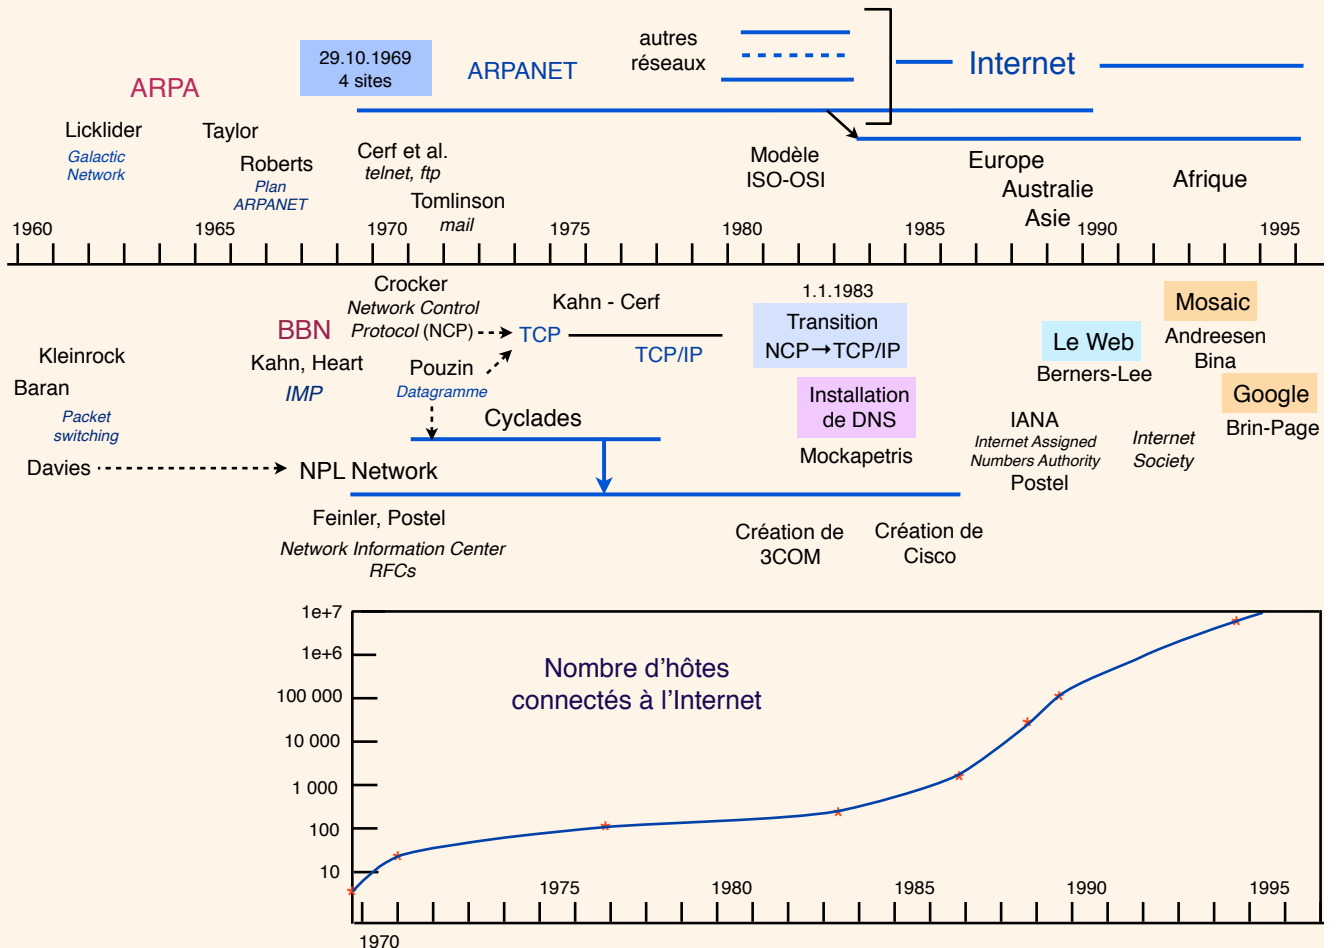 29.10.1969
4 sites
ARPANET
autres
réseaux
Internet
ARPA
Licklider
Galactic
Network
Taylor
Roberts
Plan
ARPANET
Cerf et al.
telnet, ftp
Tomlinson
mail
Modèle
ISO-OSI
Europe
Australie
Asie
Afrique
1960 1965 1970 1975 1980 1985 1990 1995
Crocker
Network Control
Protocol (NCP)
BBN
Kahn, Heart
IMP
Kahn - Cerf
TCP
TCP/IP
1.1.1983
Transition
NCP→TCP/IP
Mosaic
Andreesen
Bina
Le Web
Berners-Lee
Kleinrock
Baran
Packet
switching
Davies
Pouzin
Datagramme
Cyclades
NPL Network
Installation
de DNS
Mockapetris
Google
Brin-Page
IANA
Internet Assigned
Numbers Authority
Postel
Internet
Society
Feinler, Postel
Network Information Center
RFCs
Création de
3COM
Création de
Cisco
Nombre d'hôtes
connectés à l'Internet
1e+7
1e+6
100 000
10 000
1 000
100
10
1975 1980 1985 1990 1995
1970